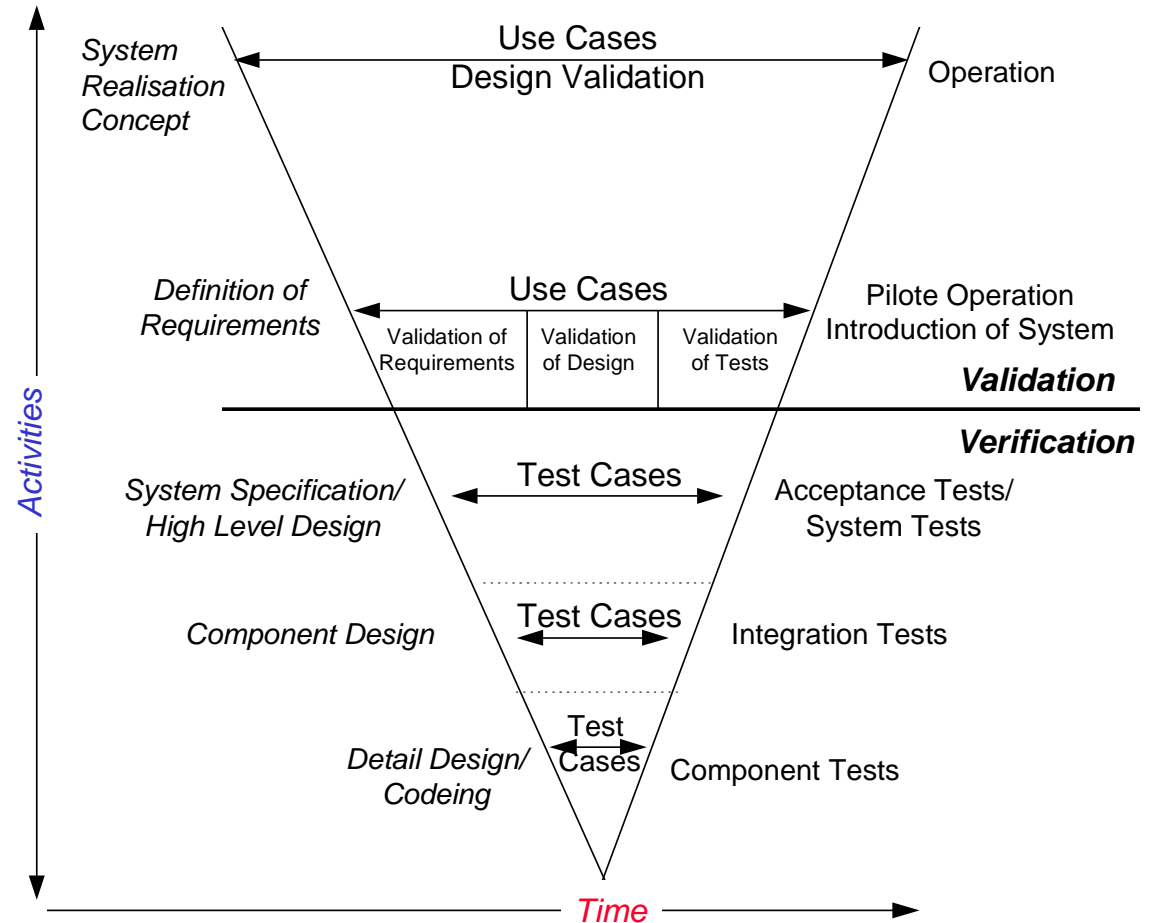 System
Realisation
Concept
Use Cases
Design Validation
Operation
Definition of
Requirements
Use Cases
Validation of
Requirements
Validation
of Design
Validation
of Tests
Pilote Operation
Introduction of System
Validation
Verification
Activities
System Specification/
High Level Design
Test Cases
Acceptance Tests/
System Tests
Component Design
Test Cases
Integration Tests
Detail Design/
Codeing
Test
Cases
Component Tests
Time